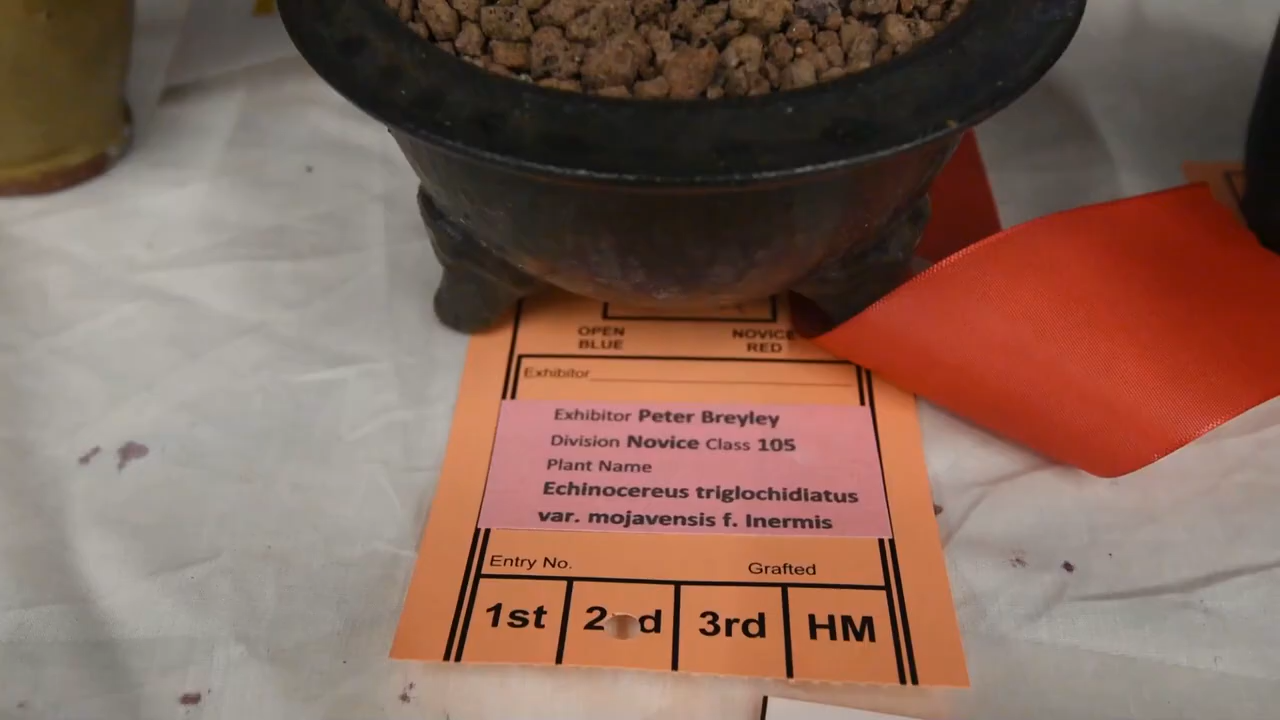 OPEN BLUE
NOVICE RED
Exhibitor
Exhibitor Peter Breyley
Division Novice Class 105
Plant Name
Echinocereus triglochidiatus
var. mojavensis f. Inermis
Entry No. Grafted
1st 2nd 3rd HM